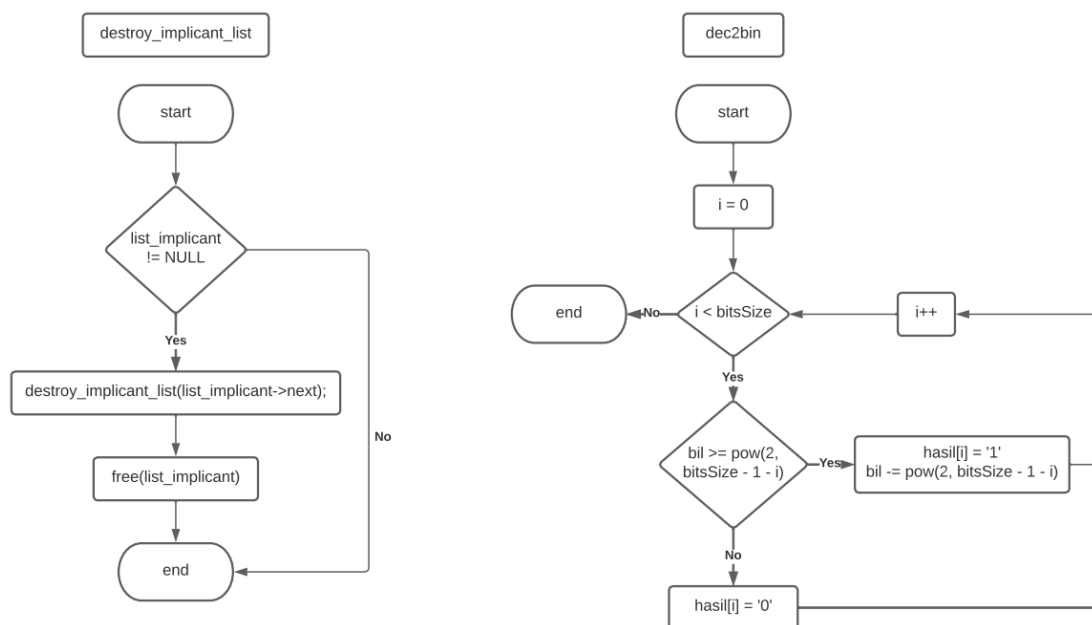 destroy_implicant_list
start
list_implicant
!= NULL
Yes
destroy_implicant_list(list_implicant->next);
No
free(list_implicant)
end
dec2bin
start
i = 0
end
No
i < bitsSize
i++
Yes
bil >= pow(2,
bitsSize - 1 - i)
Yes
hasil[i] = '1'
bil -= pow(2, bitsSize - 1 - i)
No
hasil[i] = '0'